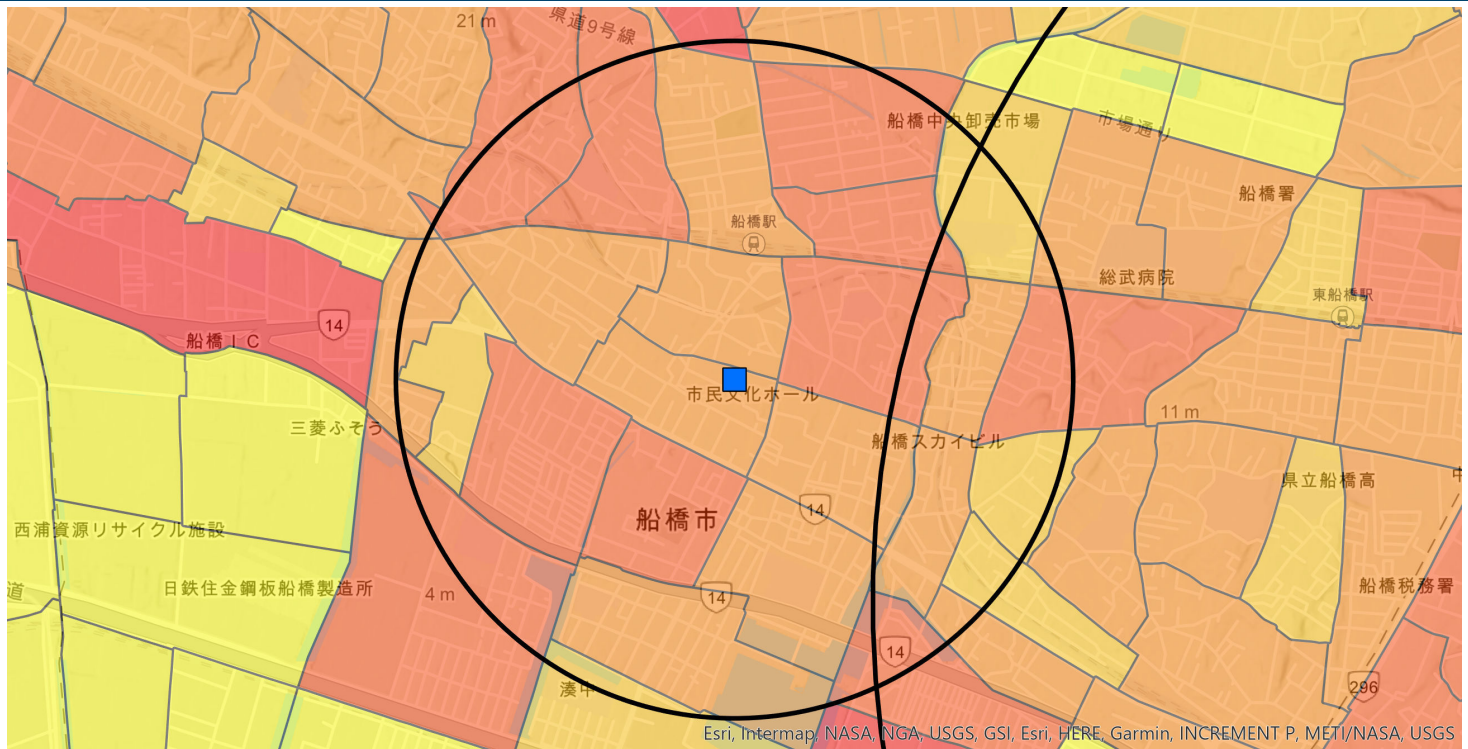 21 m
県道9号線
船橋中央卸売市場
市場通り
船橋署
船橋駅
総武病院
東船橋駅
14
船橋IC
市民文化ホール
11 m
三菱ふそう
船橋スカイビル
県立船橋高
中
14
船橋市
西浦資源リサイクル施設
日鉄住金鋼板船橋製造所
道
4 m
14
船橋税務署
14
湊中
296
Esri, Intermap, NASA, NGA, USGS, GSI, Esri, HERE, Garmin, INCREMENT P, METI/NASA, USGS